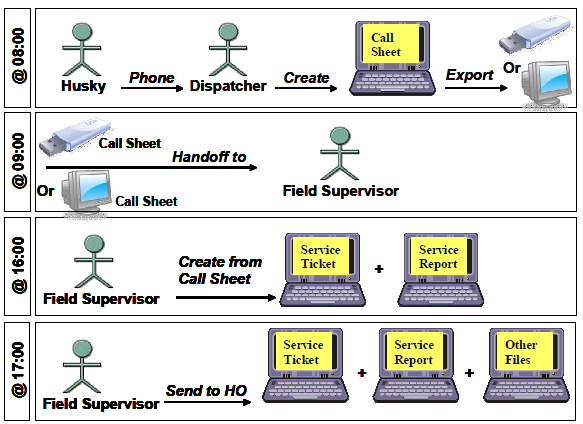 @ 08:00
Husky
Phone
Dispatcher
Create
Call
Sheet
Export
Or
@ 09:00
Call Sheet
Or
Call Sheet
Handoff to
Field Supervisor
@ 16:00
Field Supervisor
Create from
Call Sheet
Service
Ticket
+
Service
Report
@ 17:00
Field Supervisor
Send to HO
Service
Ticket
+
Service
Report
+
Other
Files